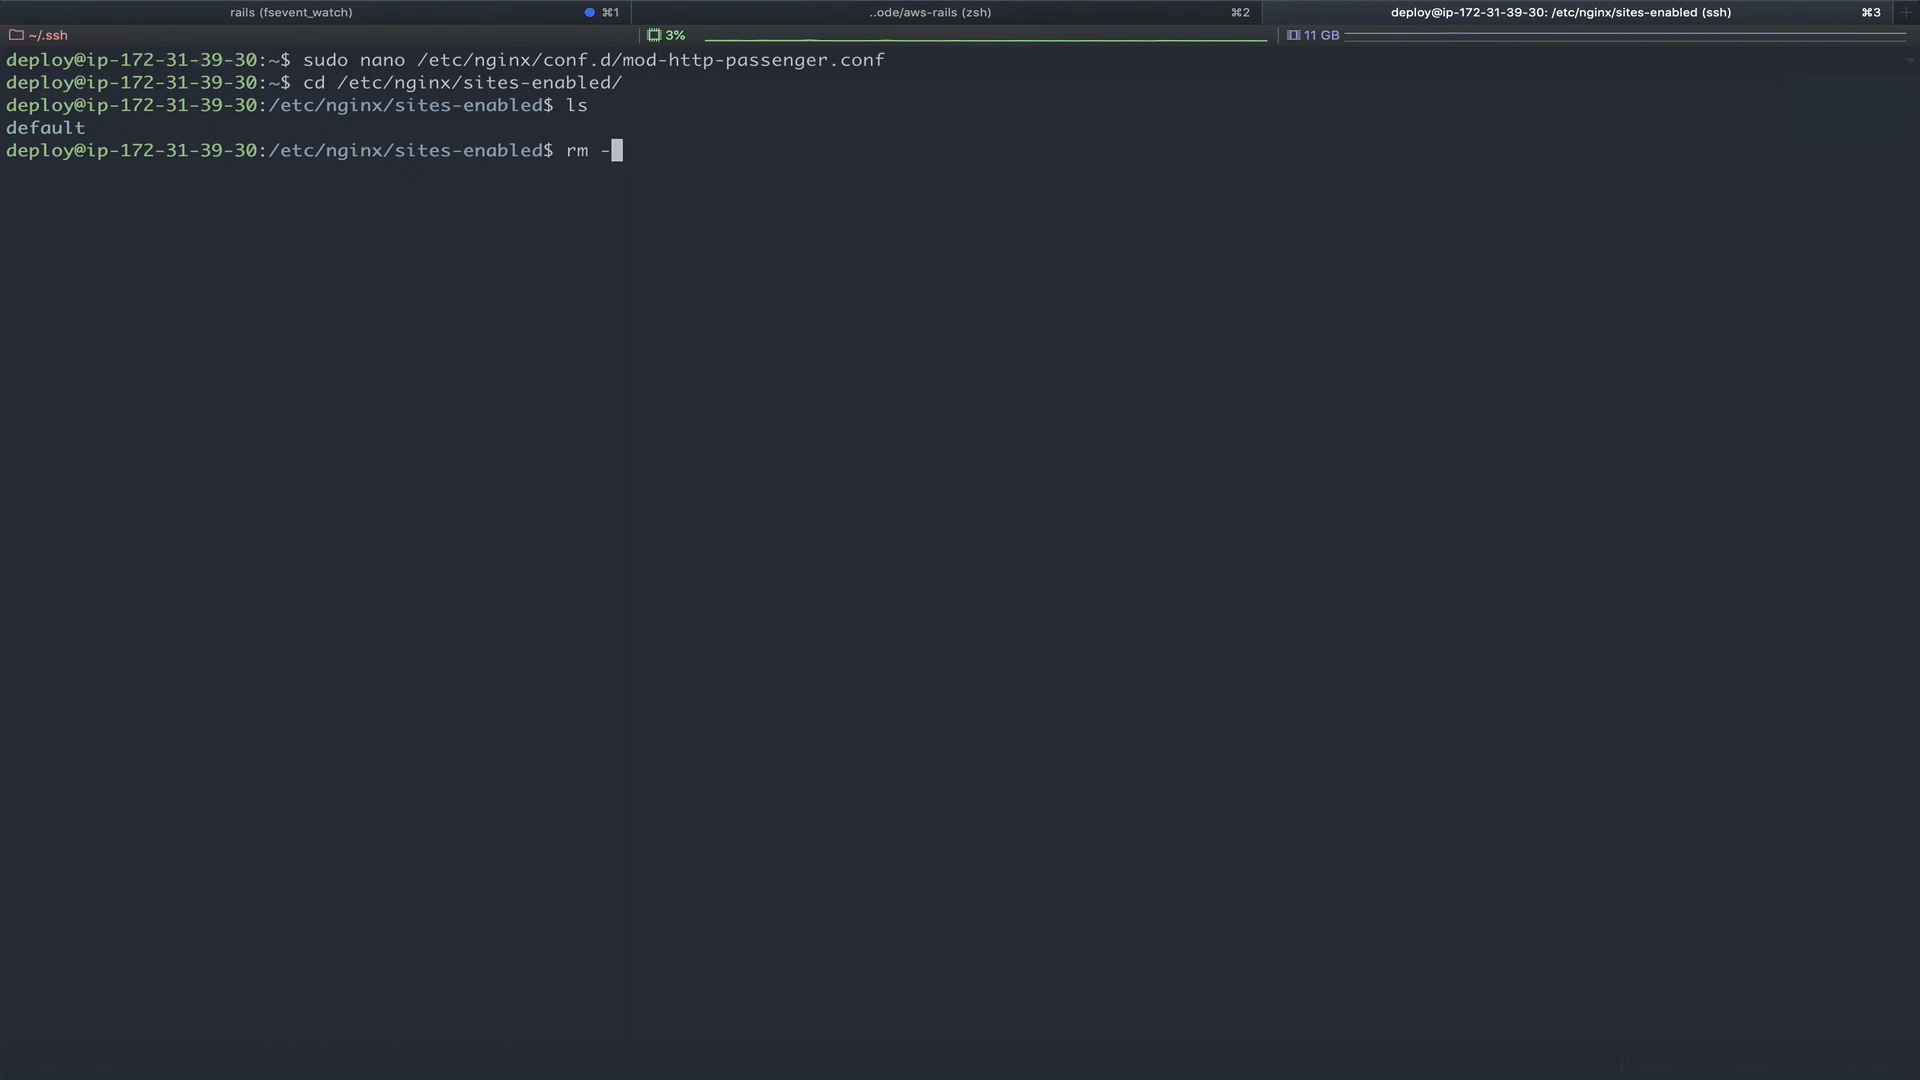 rails (fsevent_watch) ⌘1 ..ode/aws-rails (zsh) ⌘2 deploy@ip-172-31-39-30: /etc/nginx/sites-enabled (ssh) ⌘3
~/.ssh 3% 11 GB
deploy@ip-172-31-39-30:~$ sudo nano /etc/nginx/conf.d/mod-http-passenger.conf
deploy@ip-172-31-39-30:~$ cd /etc/nginx/sites-enabled/
deploy@ip-172-31-39-30:/etc/nginx/sites-enabled$ ls
default
deploy@ip-172-31-39-30:/etc/nginx/sites-enabled$ rm -